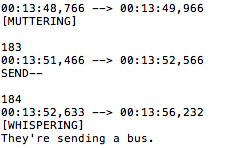 00:13:48,766 --> 00:13:49,966
[MUTTERING]
183
00:13:51,466 --> 00:13:52,566
SEND--
184
00:13:52,633 --> 00:13:56,232
[WHISPERING]
They're sending a bus.